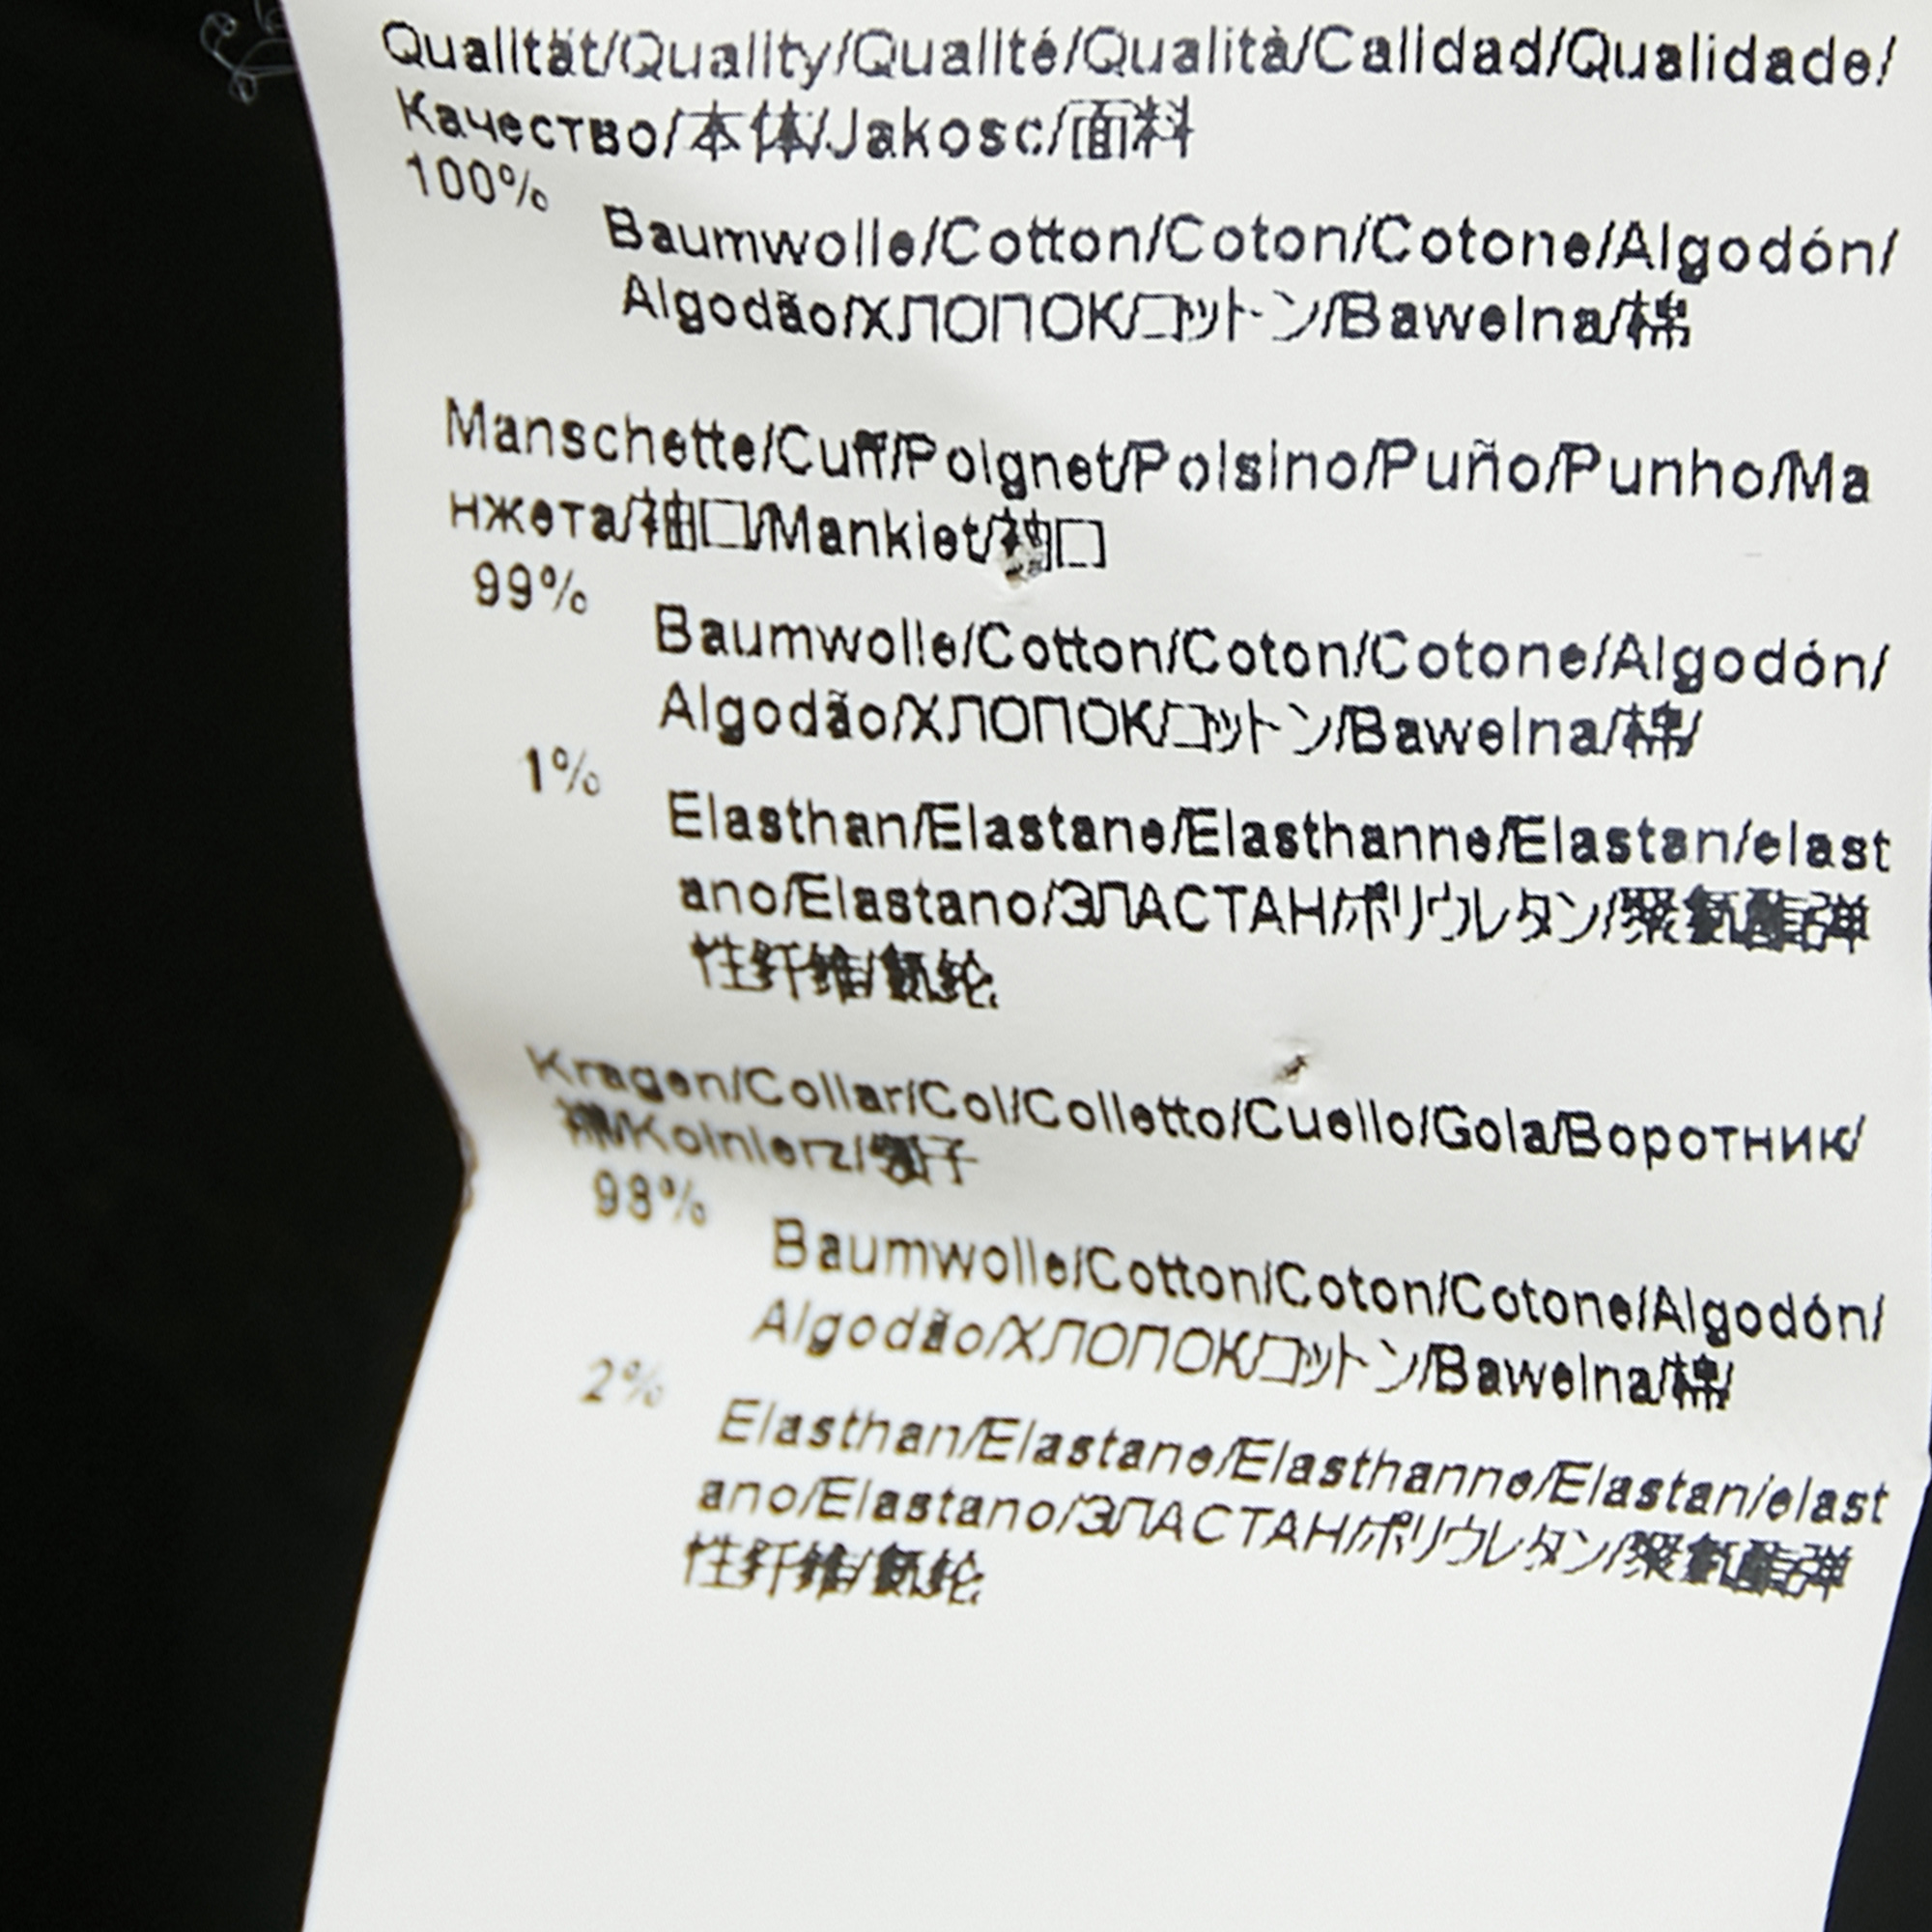 Qualität/Quality/Qualité/Qualità/Calidad/Qualidade/
Качество/本体/Jakosc/面料
100%
Baumwolle/Cotton/Coton/Cotone/Algodón/
Algodão/ХЛОПОК/コットン/Bawelna/棉
Manschette/Cuff/Poignet/Polsino/Puño/Punho/Ма
нжета/袖口/Mankiet/袖口
99%
Baumwolle/Cotton/Coton/Cotone/Algodón/
Algodão/ХЛОПОК/コットン/Bawelna/棉/
1%
Elasthan/Elastane/Elasthanne/Elastan/elast
ano/Elastano/ЭЛАСТАН/ポリウレタン/聚氨酯弹
性纤维/氨纶
Kragen/Collar/Col/Colletto/Cuello/Gola/Воротник/
襟/Kolnierz/领子
98%
Baumwolle/Cotton/Coton/Cotone/Algodón/
Algodão/ХЛОПОК/コットン/Bawelna/棉/
2%
Elasthan/Elastane/Elasthanne/Elastan/elast
ano/Elastano/ЭЛАСТАН/ポリウレタン/聚氨酯弹
性纤维/氨纶